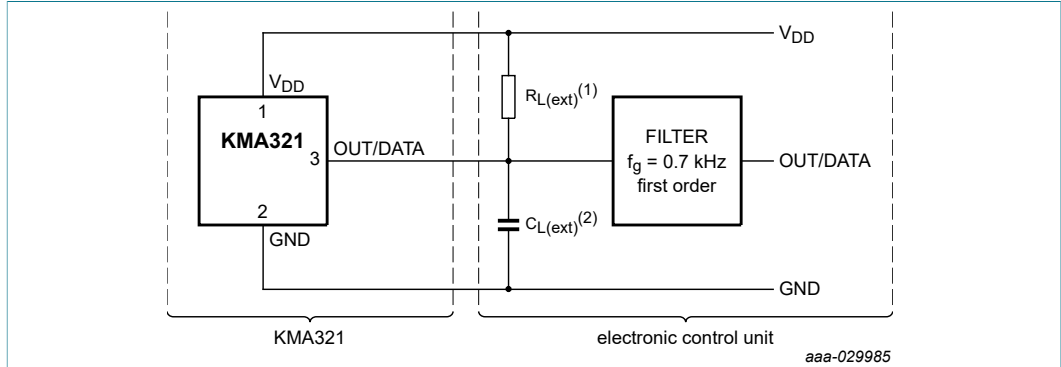 VDD
VDD
1
KMA321
3
OUT/DATA
2
GND
RL(ext)(1)
CL(ext)(2)
FILTER
fg = 0.7 kHz
first order
OUT/DATA
GND
KMA321
electronic control unit
aaa-029985